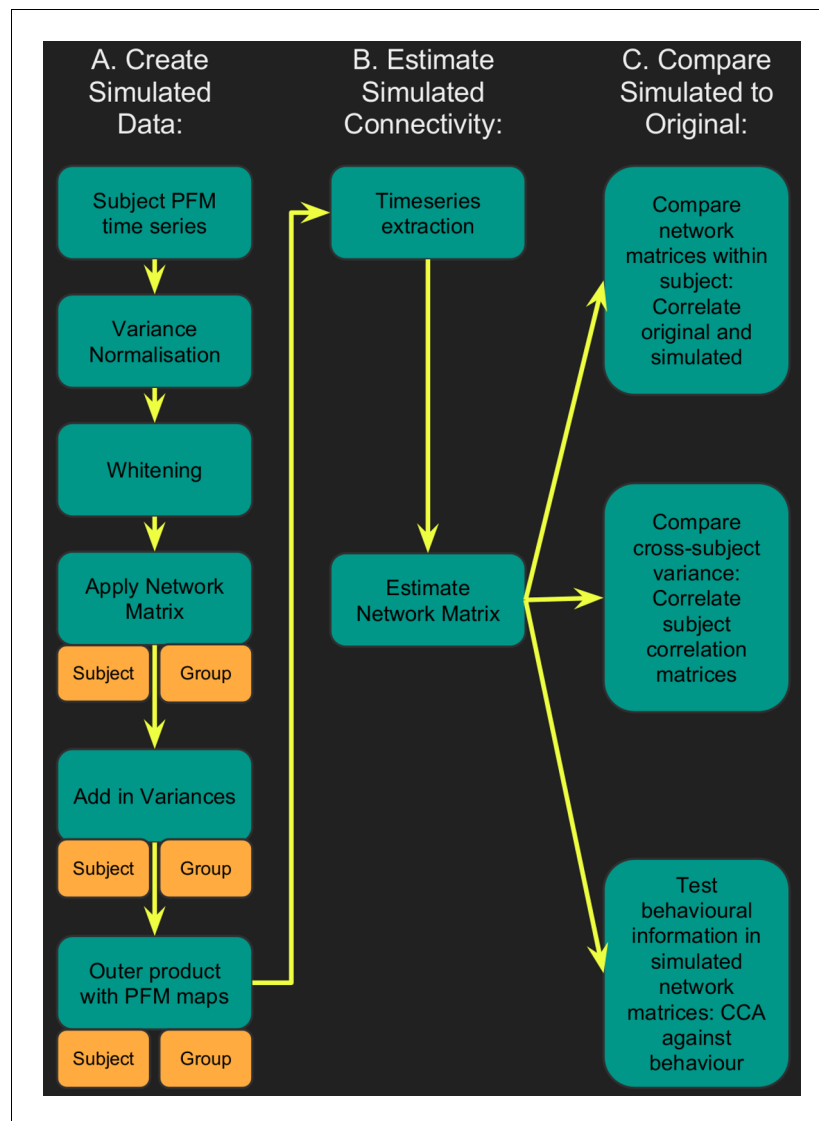 A. Create
Simulated
Data:
Subject PFM
time series
Variance
Normalisation
Whitening
Apply Network
Matrix
Subject
Group
Add in Variances
Subject
Group
Outer product
with PFM maps
Subject
Group
B. Estimate
Simulated
Connectivity:
Timeseries
extraction
Estimate
Network Matrix
C. Compare
Simulated to
Original:
Compare
network
matrices within
subject:
Correlate
original and
simulated
Compare
cross-subject
variance:
Correlate
subject
correlation
matrices
Test
behavioural
information in
simulated
network
matrices: CCA
against
behaviour